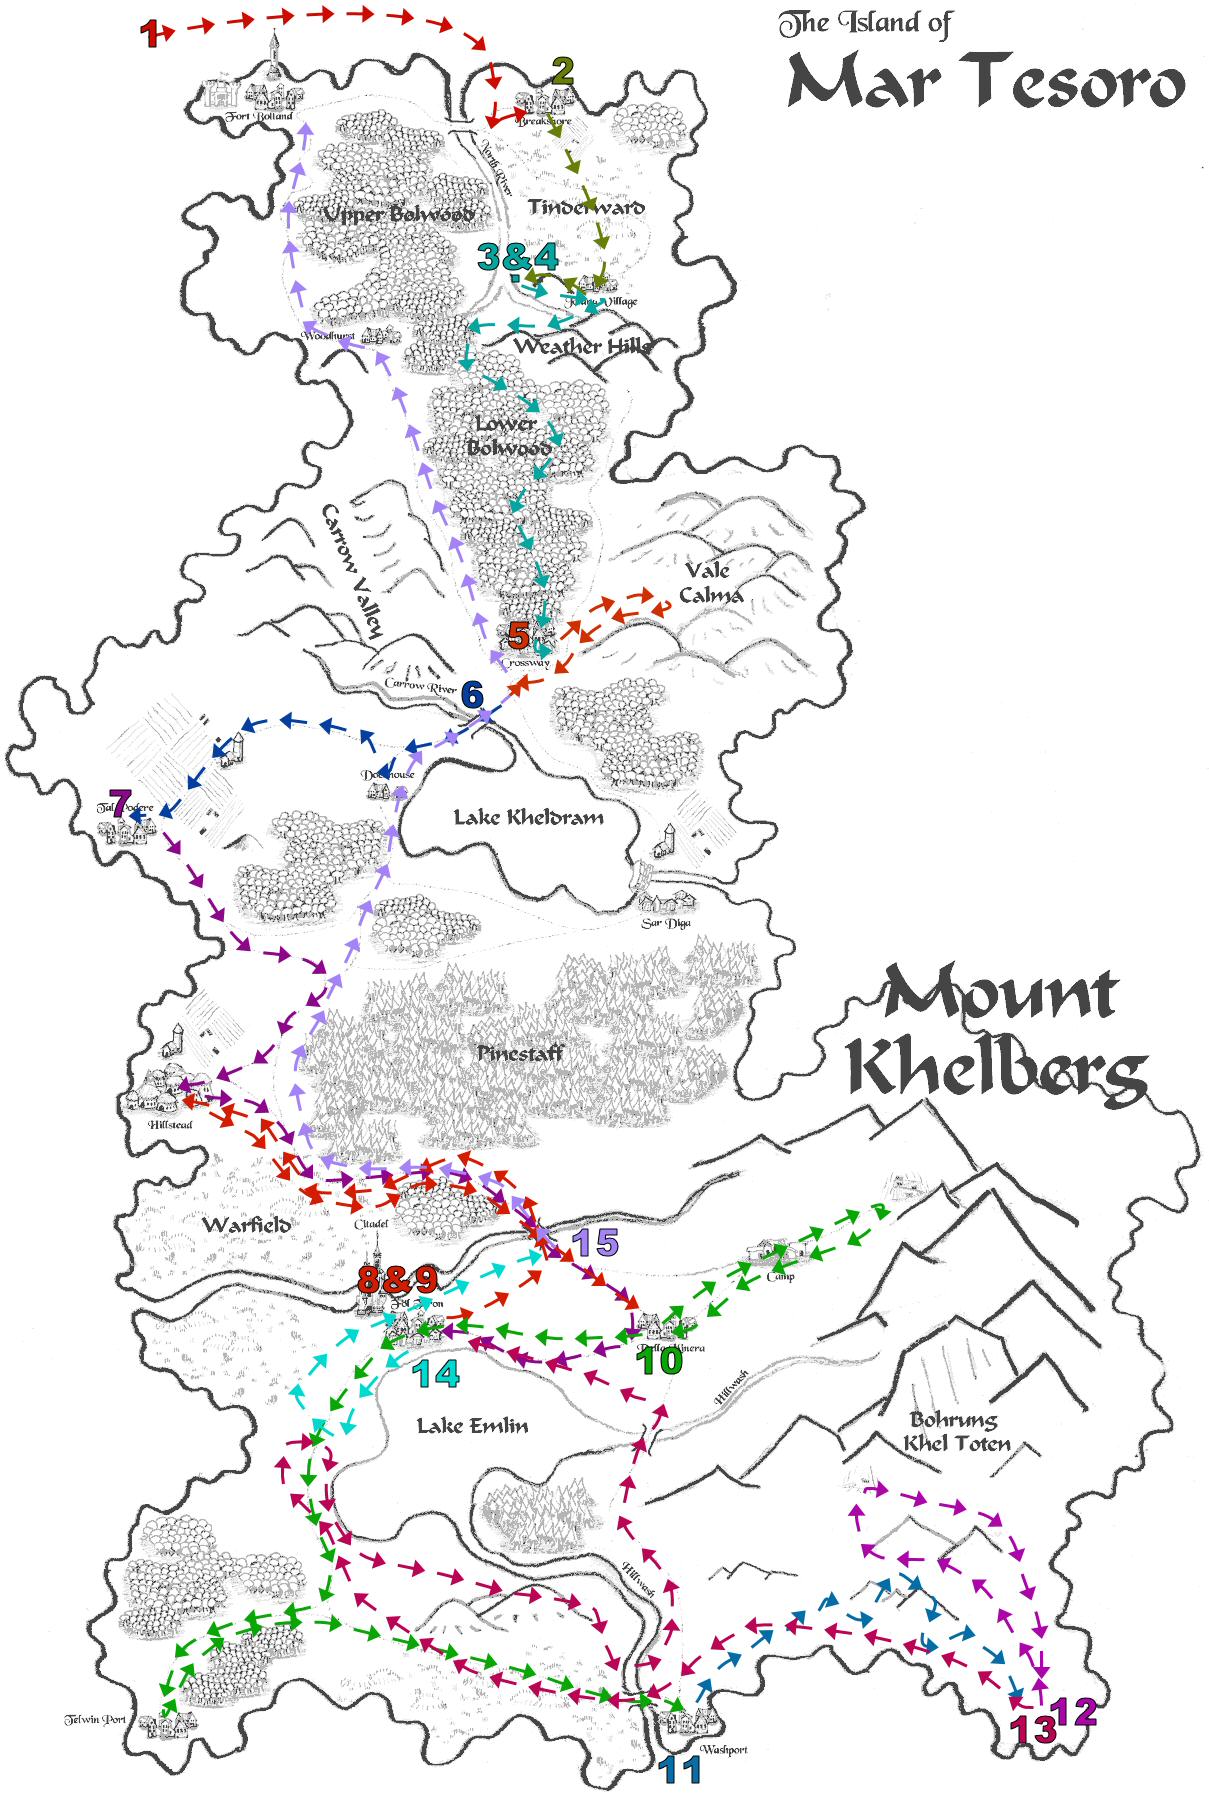 The Island of
Mar Tesoro
1
2
Fort Bolland
Breakshore
North River
Upper Bolwood
Tinderward
3&4
Village
Woodhurst
Weather Hills
Lower
Bolwood
Carrow Valley
Vale
Calma
5
Crossway
Carrow River
6
7
Lake Kheldram
Sar Diga
Mount
Khelberg
Pinestaff
Hillstead
Warfield
Citadel
15
8&9
Camp
10
14
Hillwash
Lake Emlin
Bohrung
Khel Toten
Hillwash
Telwin Port
12
13
Washport
11